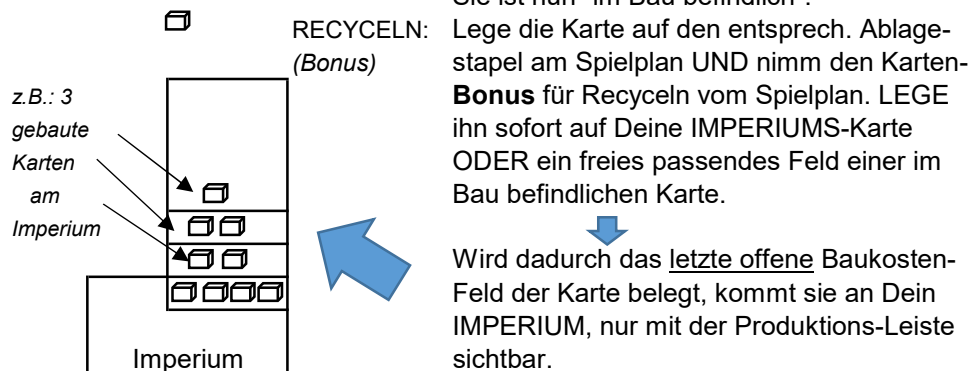 Sie ist nun "im Bau befindlich".
RECYCELN: Lege die Karte auf den entsprech. Ablage-
(Bonus) stapel am Spielplan UND nimm den Karten-
Bonus für Recyceln vom Spielplan. LEGE
ihn sofort auf Deine IMPERIUMS-Karte
ODER ein freies passendes Feld einer im
Bau befindlichen Karte.
Wird dadurch das letzte offene Baukosten-
Feld der Karte belegt, kommt sie an Dein
IMPERIUM, nur mit der Produktions-Leiste
sichtbar.
z.B.: 3
gebaute
Karten
am
Imperium
Imperium